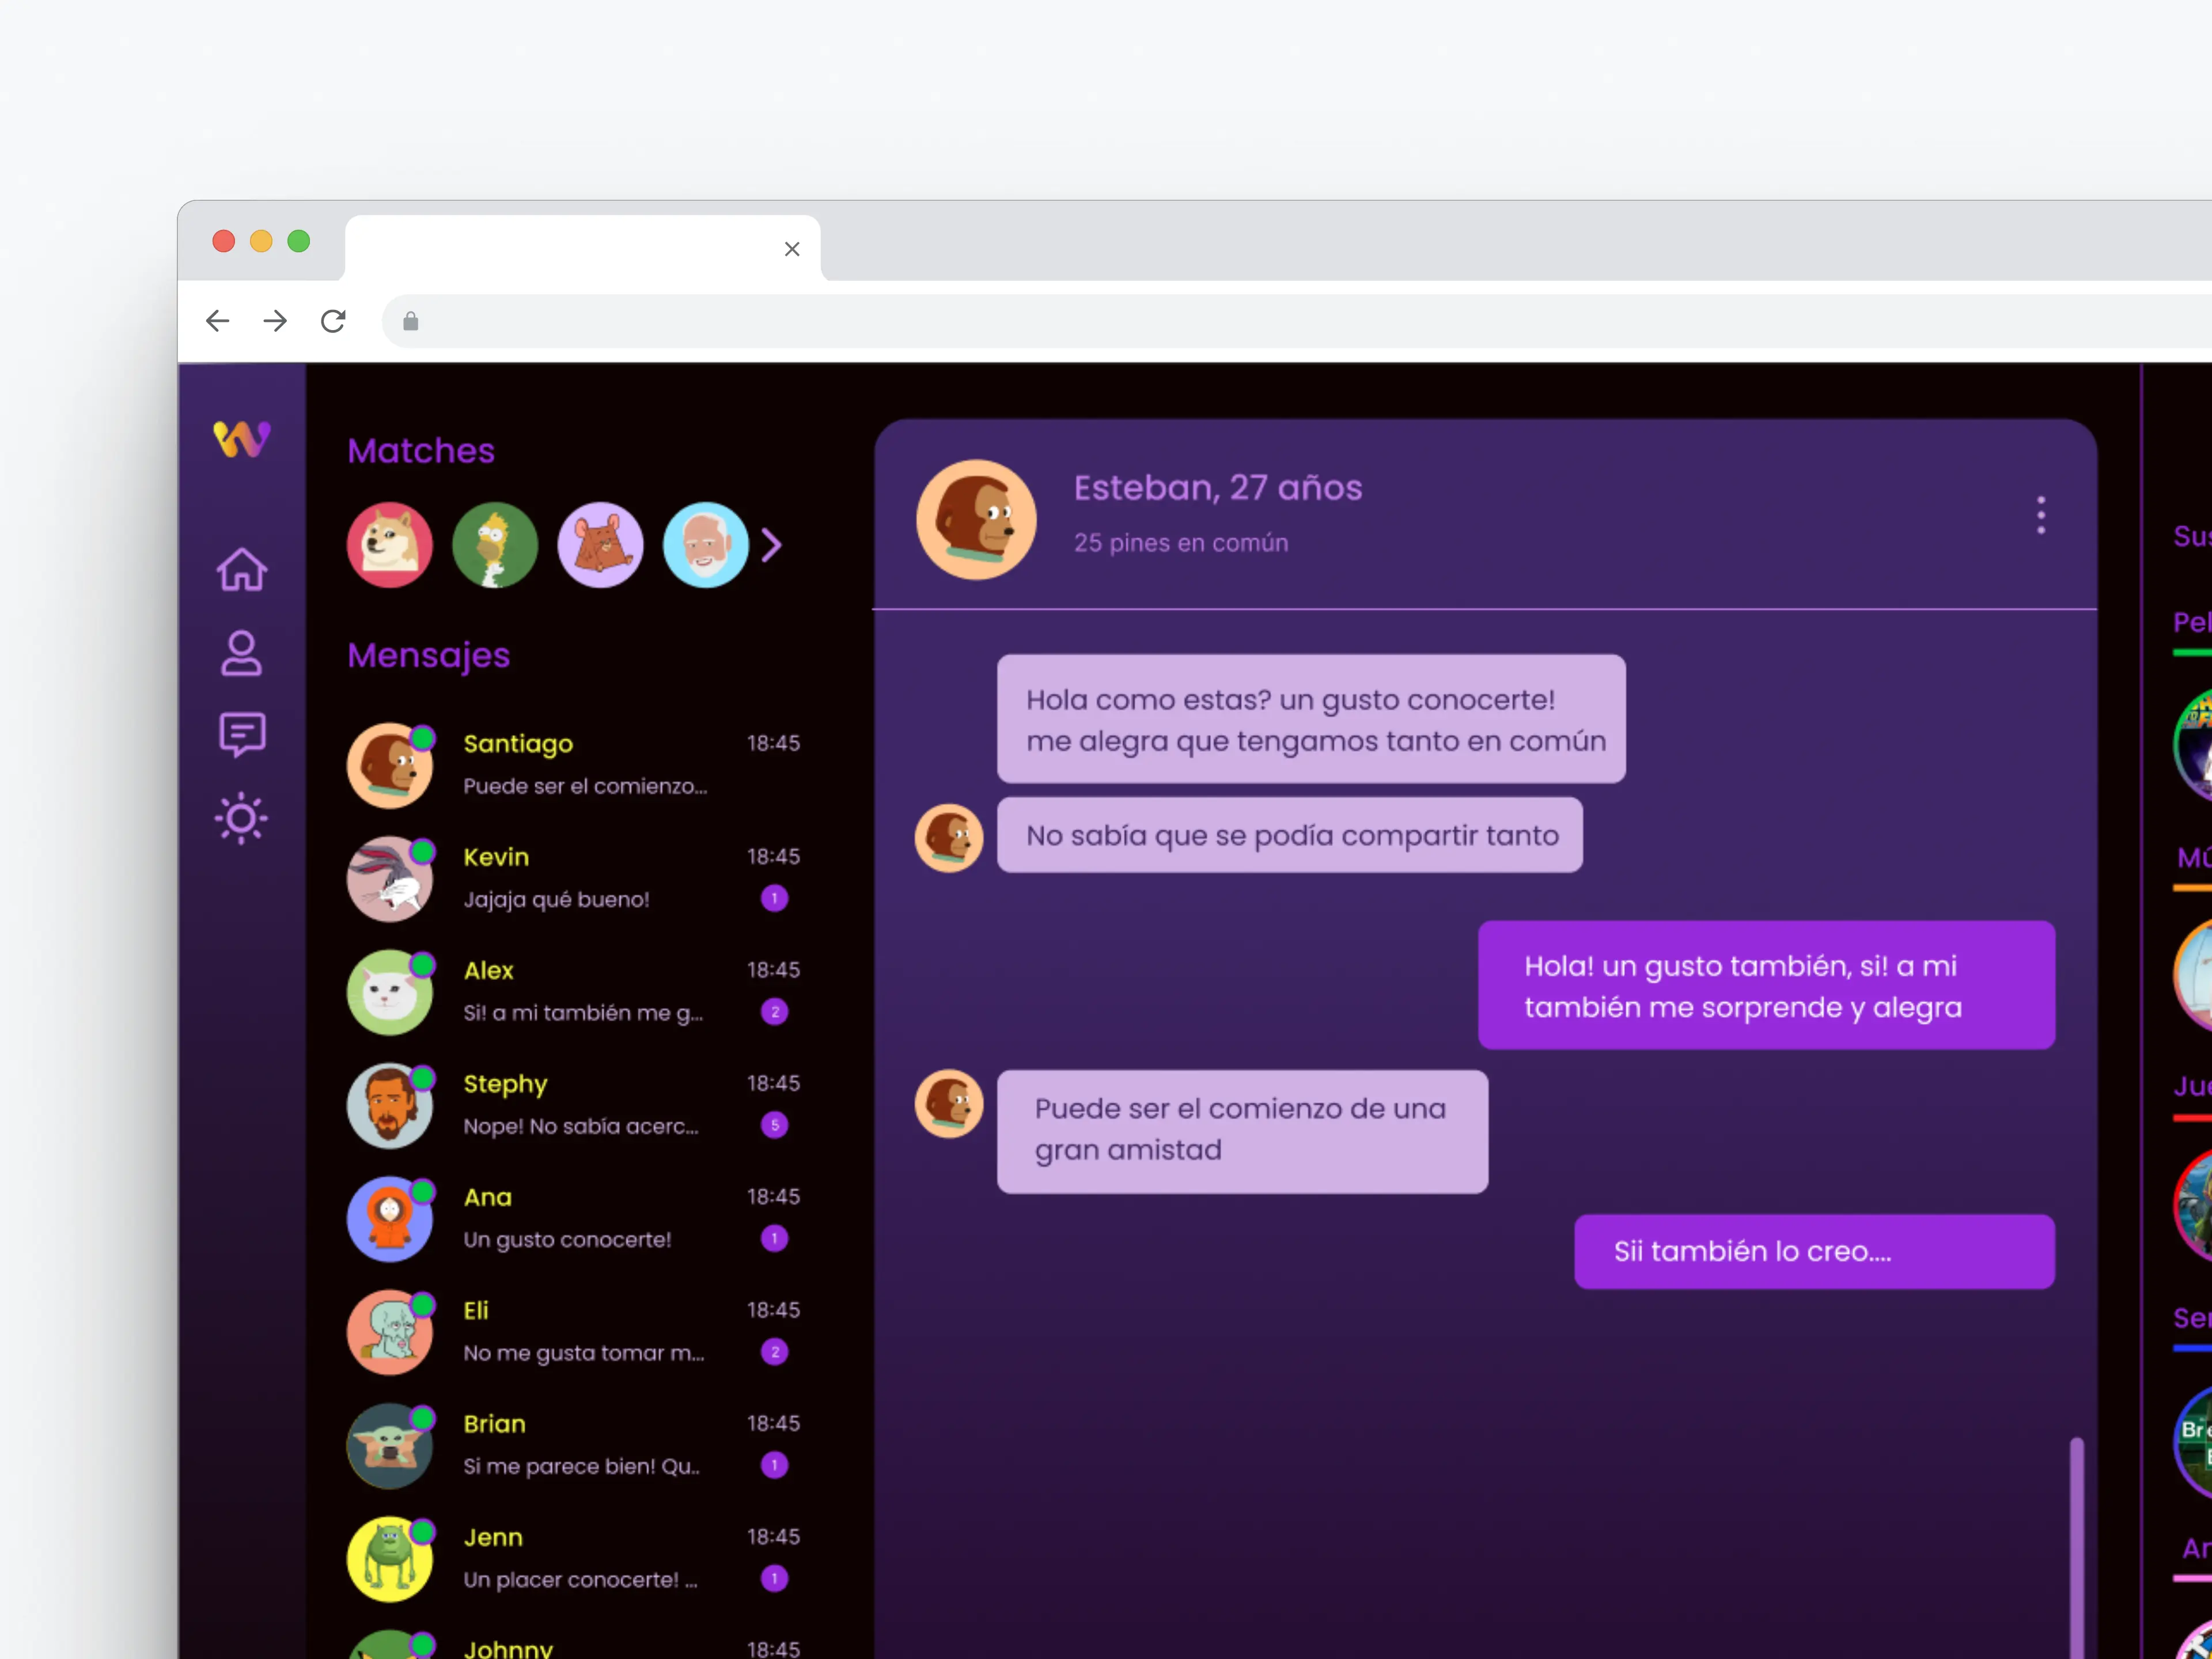 Matches
Mensajes
Santiago
18:45
Puede ser el comienzo...
Kevin
18:45
Jajaja qué bueno!
1
Alex
18:45
Si! a mi también me g...
2
Stephy
18:45
Nope! No sabía acerc...
5
Ana
18:45
Un gusto conocerte!
1
Eli
18:45
No me gusta tomar m...
2
Brian
18:45
Si me parece bien! Qu..
1
Jenn
18:45
Un placer conocerte! ...
1
Johnny
18:45
Esteban, 27 años
25 pines en común
Hola como estas? un gusto conocerte!
me alegra que tengamos tanto en común
No sabía que se podía compartir tanto
Hola! un gusto también, si! a mi
también me sorprende y alegra
Puede ser el comienzo de una
gran amistad
Sii también lo creo....
Sus
Pel
Mú
Jue
Ser
Br